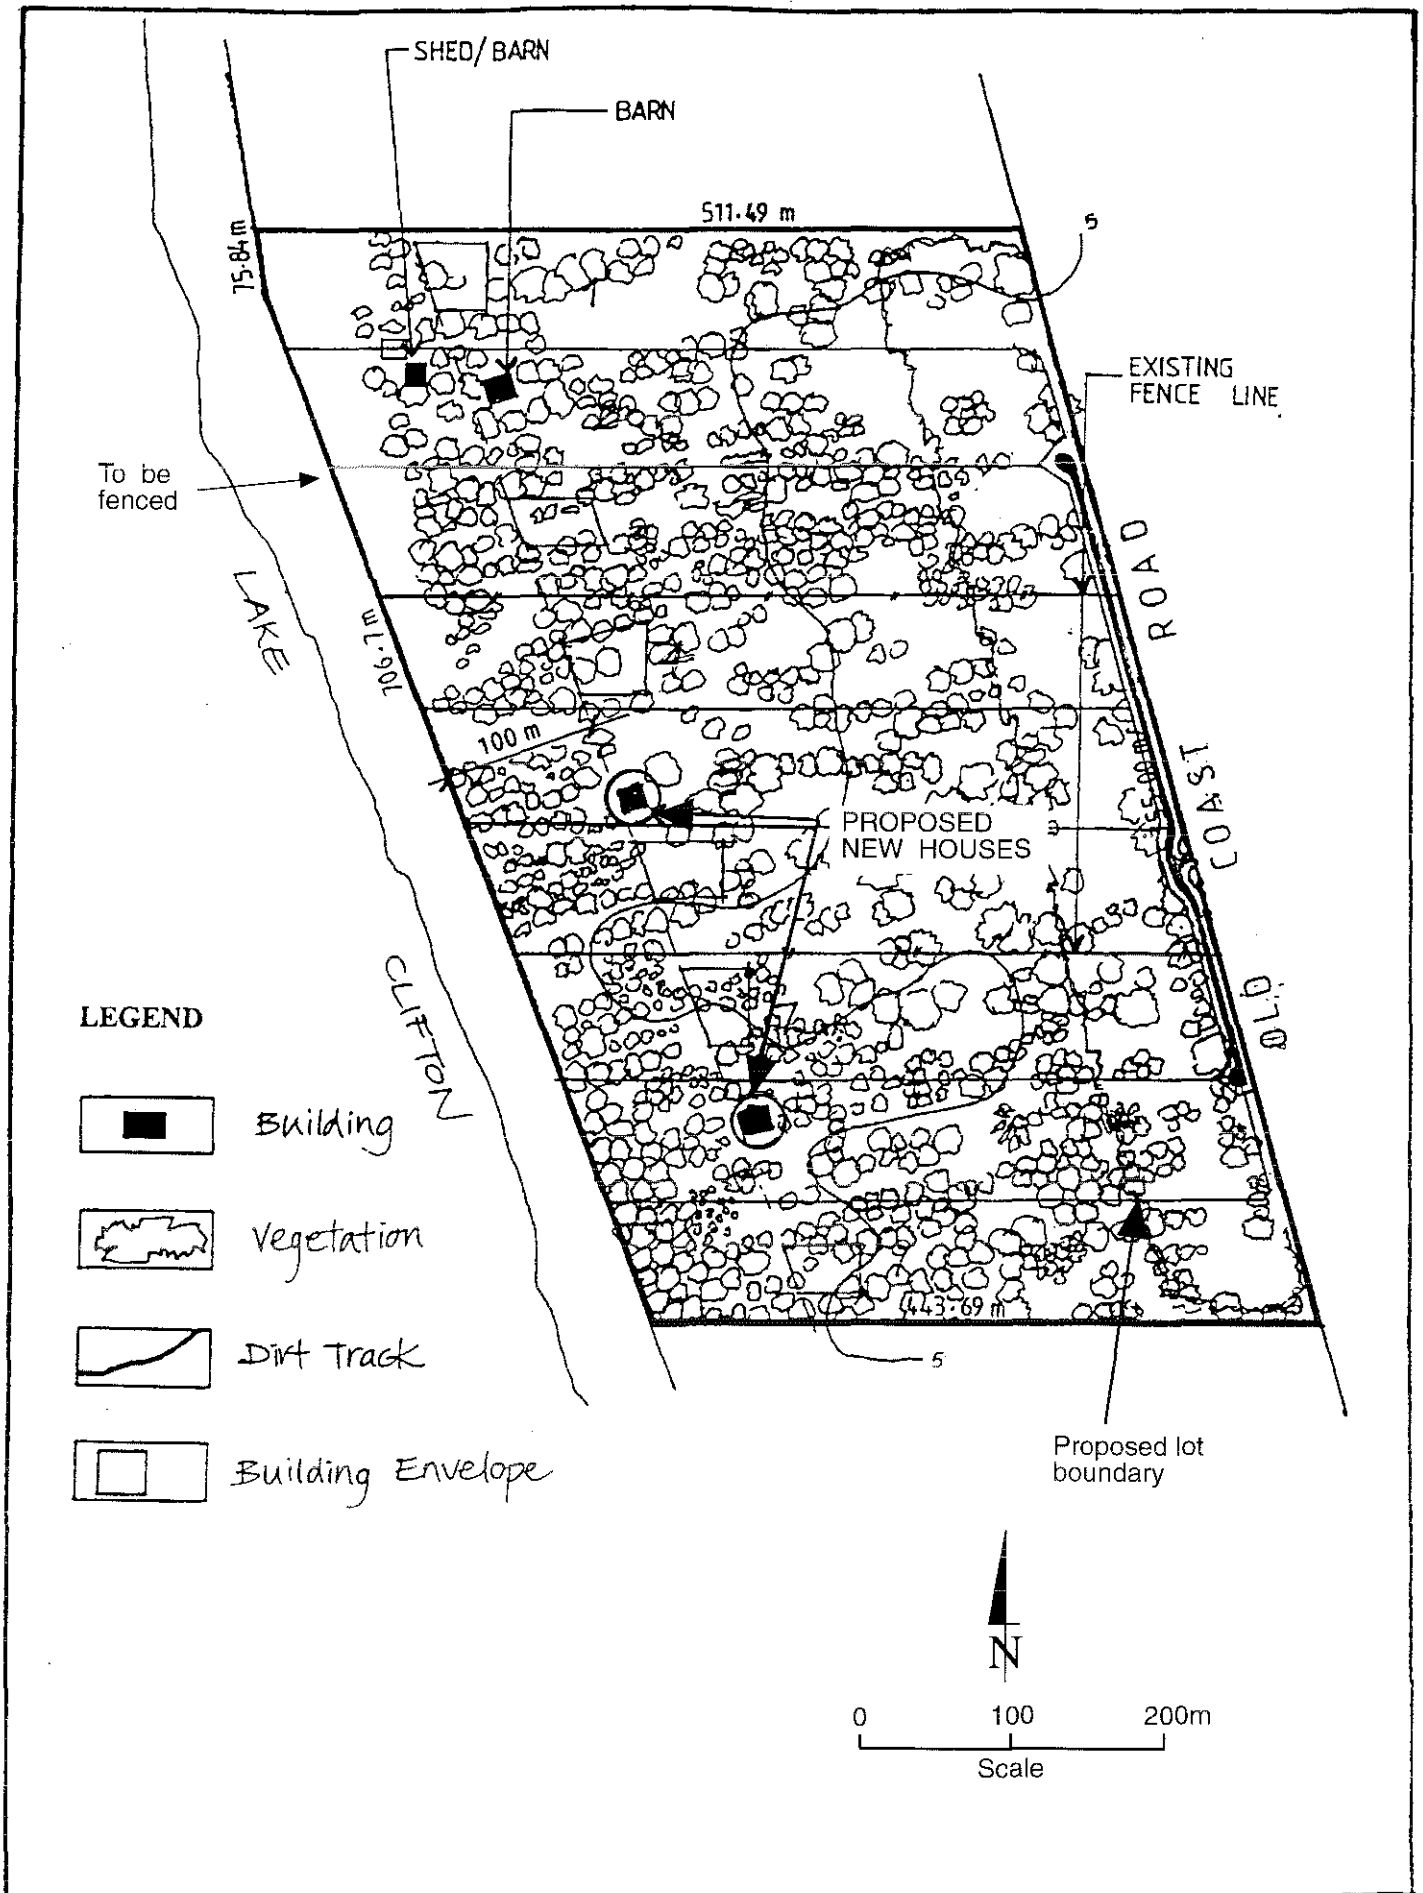 SHED/BARN
BARN
511.49 m
5
75.84 m
EXISTING
FENCE LINE
To be
fenced
ROAD
LAKE
706.1m
COAST
100 m
PROPOSED
NEW HOUSES
OLD
CLIFTON
LEGEND
Building
Vegetation
Dirt Track
Building Envelope
443.69 m
5
Proposed lot
boundary
N
0 100 200m
Scale